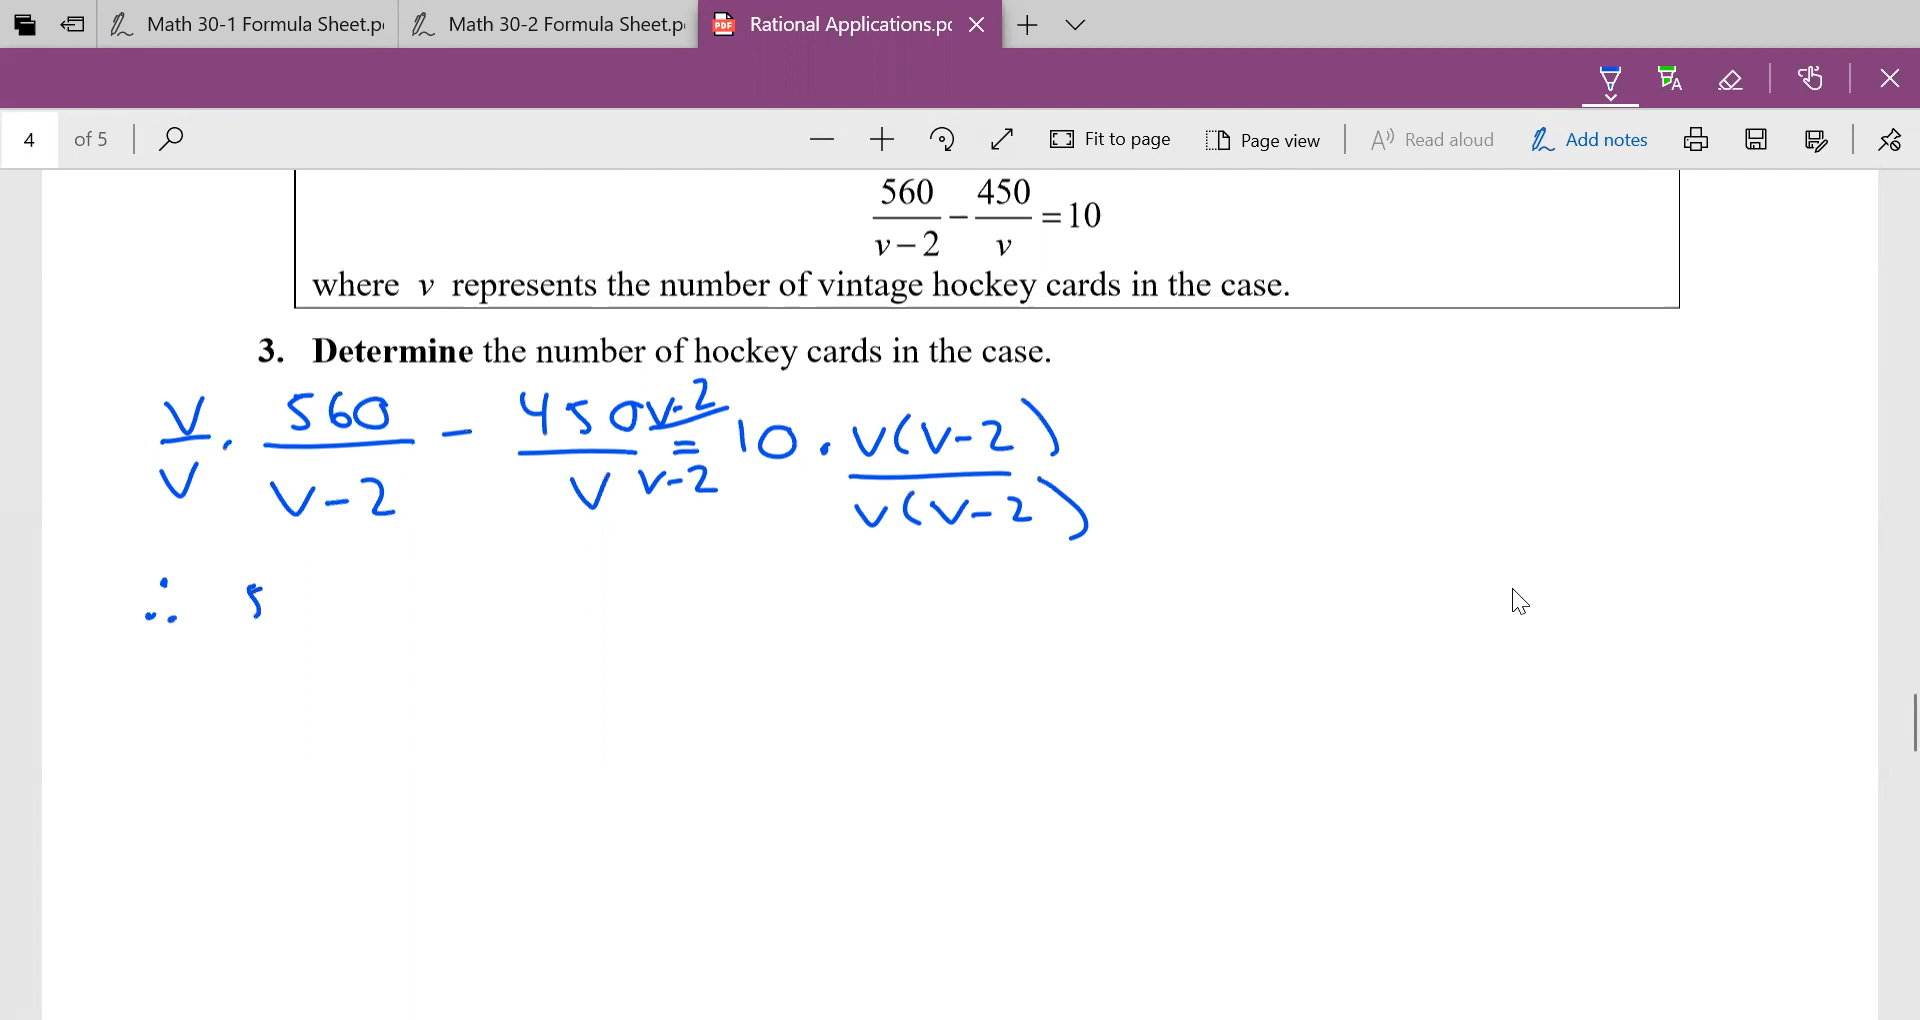 Math 30-1 Formula Sheet.p
Math 30-2 Formula Sheet.p
PDF Rational Applications.pc
4 of 5
Fit to page
Page view
Read aloud
Add notes
560/(v − 2) − 450/v = 10
where v represents the number of vintage hockey cards in the case.
3. Determine the number of hockey cards in the case.
v/v · 560/(v-2) - 450/v (v-2)/(v-2) = 10 · v(v-2)/v(v-2)
∴ 5